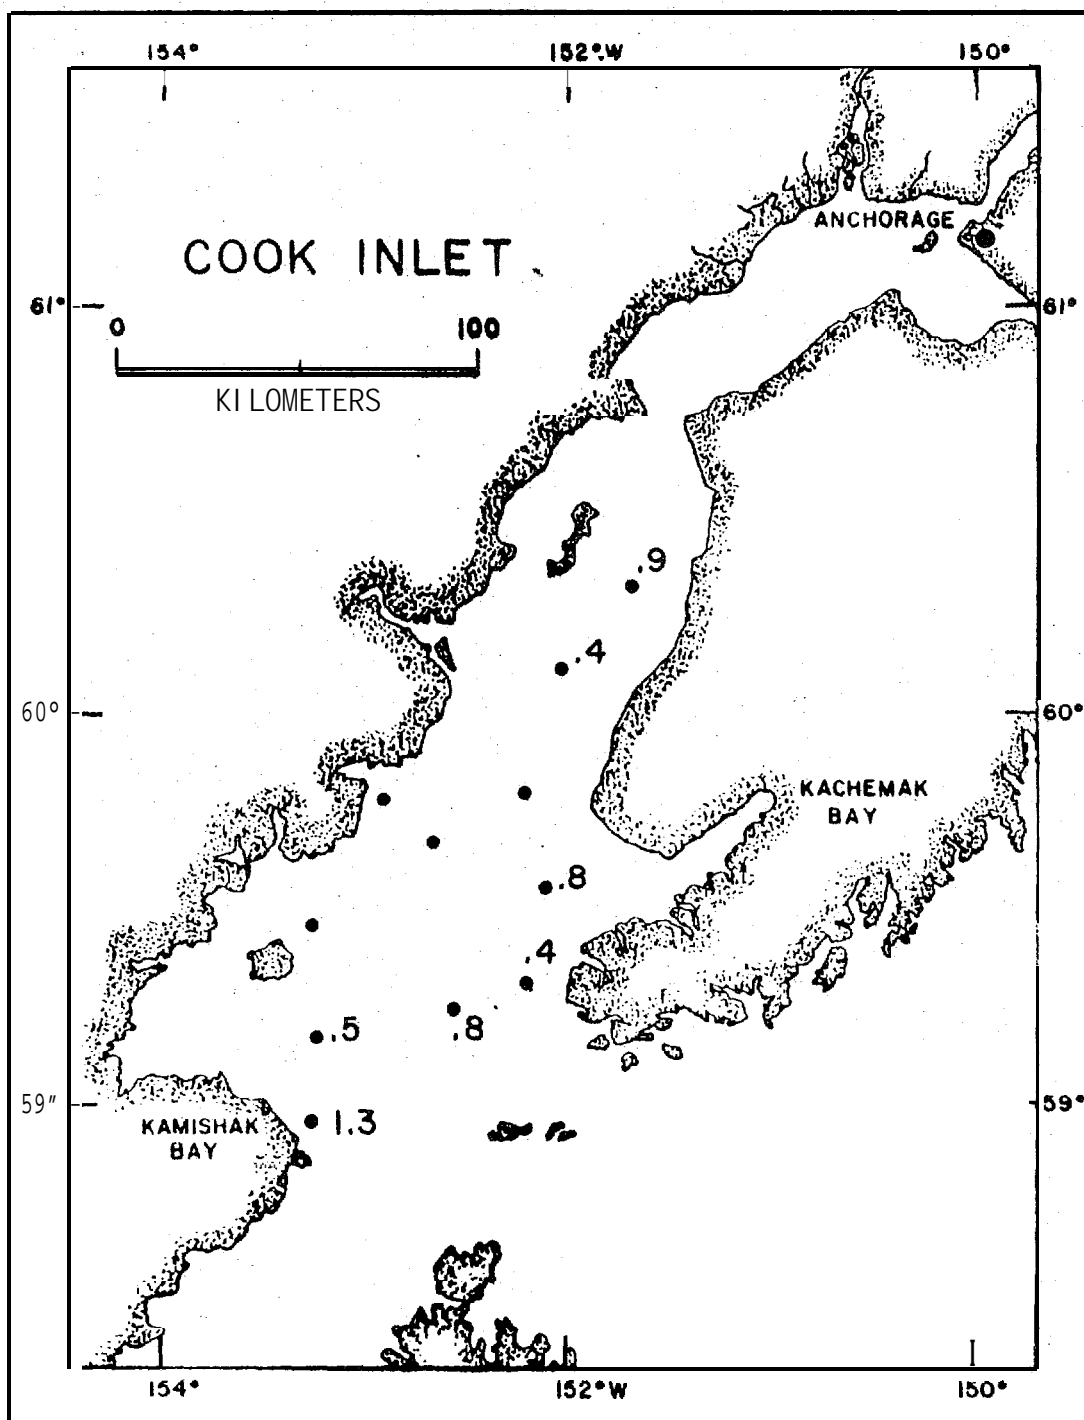 154° 152°W 150°
ANCHORAGE
COOK INLET
61° 61°
0 100
KILOMETERS
.9
.4
60° 60°
KACHEMAK
BAY
.8
.4
.8
.5
59" 59°
1.3
KAMISHAK
BAY
154° 152°W 150°